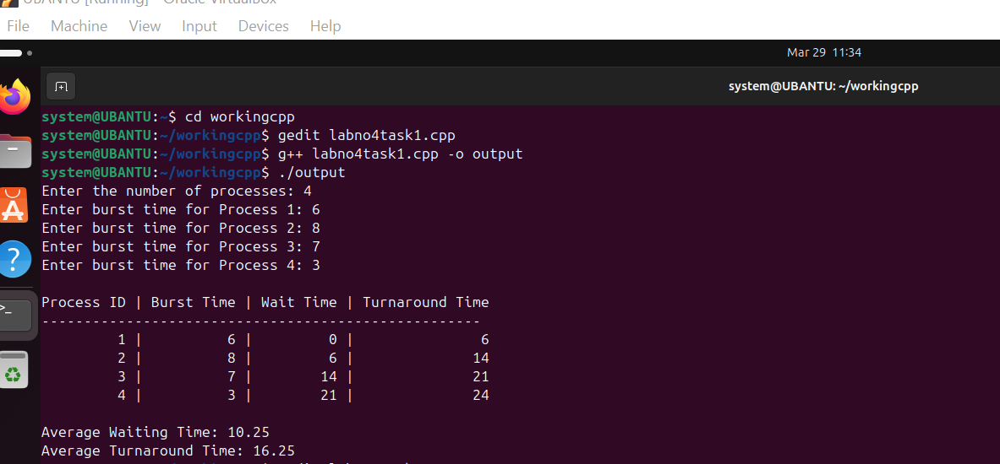 UBANTU [Running] - Oracle VirtualBox
File Machine View Input Devices Help
Mar 29 11:34
system@UBANTU: ~/workingcpp
system@UBANTU:~$ cd workingcpp
system@UBANTU:~/workingcpp$ gedit labno4task1.cpp
system@UBANTU:~/workingcpp$ g++ labno4task1.cpp -o output
system@UBANTU:~/workingcpp$ ./output
Enter the number of processes: 4
Enter burst time for Process 1: 6
Enter burst time for Process 2: 8
Enter burst time for Process 3: 7
Enter burst time for Process 4: 3
Process ID | Burst Time | Wait Time | Turnaround Time
----------------------------------------------------
1 | 6 | 0 | 6
2 | 8 | 6 | 14
3 | 7 | 14 | 21
4 | 3 | 21 | 24
Average Waiting Time: 10.25
Average Turnaround Time: 16.25